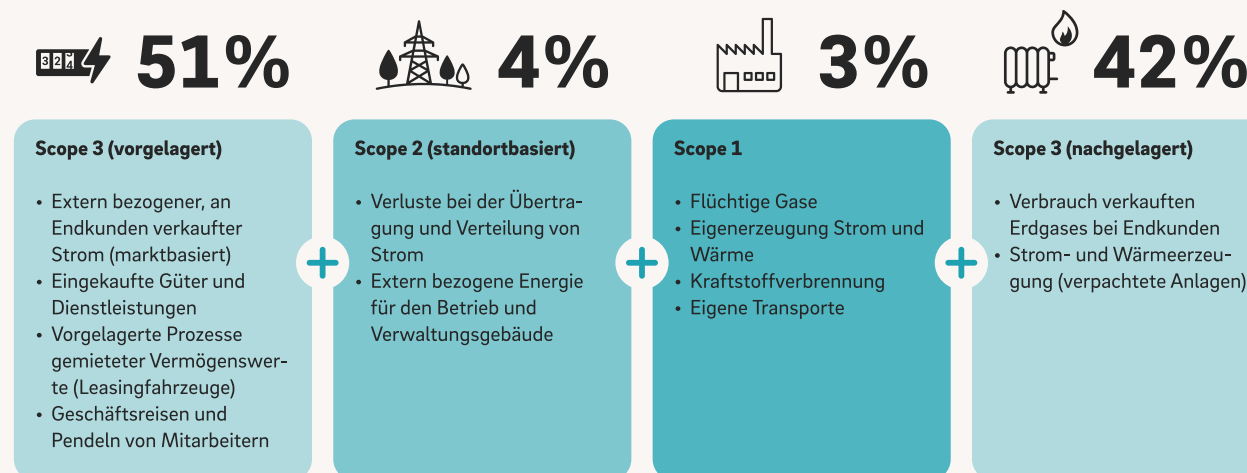 324 51%
4%
3%
42%
Scope 3 (vorgelagert)
• Extern bezogener, an
Endkunden verkaufter
Strom (marktbasiert)
• Eingekaufte Güter und
Dienstleistungen
• Vorgelagerte Prozesse
gemieteter Vermögenswer-
te (Leasingfahrzeuge)
• Geschäftsreisen und
Pendeln von Mitarbeitern
Scope 2 (standortbasiert)
• Verluste bei der Übertra-
gung und Verteilung von
Strom
• Extern bezogene Energie
für den Betrieb und
Verwaltungsgebäude
Scope 1
• Flüchtige Gase
• Eigenerzeugung Strom und
Wärme
• Kraftstoffverbrennung
• Eigene Transporte
Scope 3 (nachgelagert)
• Verbrauch verkauften
Erdgases bei Endkunden
• Strom- und Wärmeerzeu-
gung (verpachtete Anlagen)